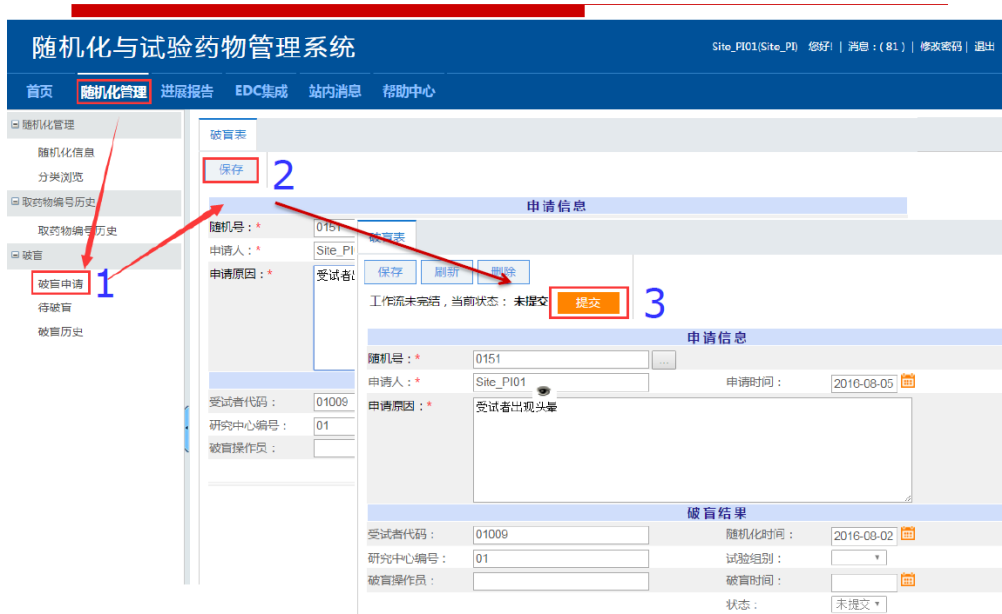 随机化与试验药物管理系统
Site_PI01(Site_PI) 您好! | 消息:(81) | 修改密码 | 退出
首页 随机化管理 进展报告 EDC集成 站内消息 帮助中心
随机化管理
随机化信息
分类浏览
取药物编号历史
取药物编号历史
破盲
破盲申请
待破盲
破盲历史
1
破盲表
保存
2
申请信息
随机号:* 0151
申请人:* Site_PI
申请原因:* 受试者
受试者代码: 01009
研究中心编号: 01
破盲操作员:
破盲表
保存 刷新 删除
工作流未完结,当前状态: 未提交 提交
3
申请信息
随机号:* 0151 ...
申请人:* Site_PI01 申请时间: 2016-08-05
申请原因:* 受试者出现头晕
破盲结果
受试者代码: 01009 随机化时间: 2016-08-02
研究中心编号: 01 试验组别:
破盲操作员: 破盲时间:
状态: 未提交